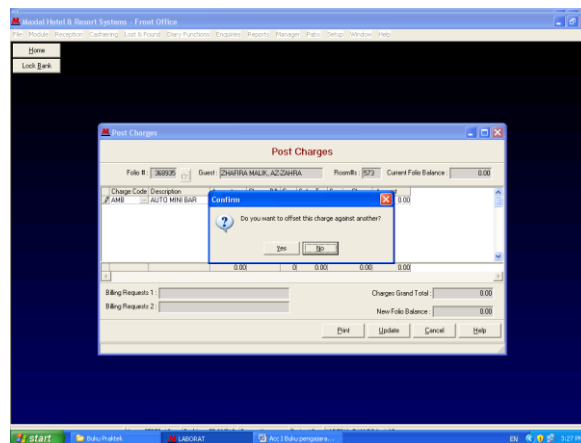 Maxial Hotel & Resort Systems - Front Office
File Module Reception Cashiering Lost & Found Diary Functions Enquiries Reports Manager Pabx Setup Window Help
Home
Lock Bank
Post Charges
Post Charges
Folio #: 368935 Guest: ZHAFIRA MALIK, AZ-ZAHRA Room#s: 573 Current Folio Balance: 0.00
Charge Code Description
AMB AUTO MINI BAR 0.00
Confirm
Do you want to offset this charge against another?
Yes No
0.00 0 0.00 0.00 0.00
Billing Requests 1: Charges Grand Total: 0.00
Billing Requests 2: New Folio Balance: 0.00
Print Update Cancel Help
start Buku Praktek LABORAT Acc 1 Buku pengasara... EN 3:27 PM